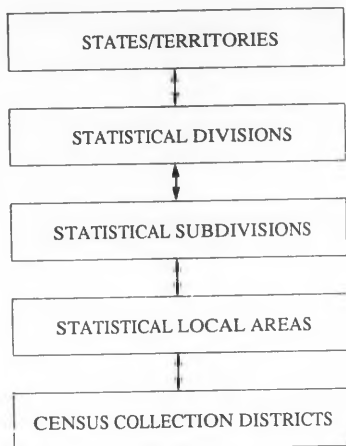 STATES/TERRITORIES
STATISTICAL DIVISIONS
STATISTICAL SUBDIVISIONS
STATISTICAL LOCAL AREAS
CENSUS COLLECTION DISTRICTS